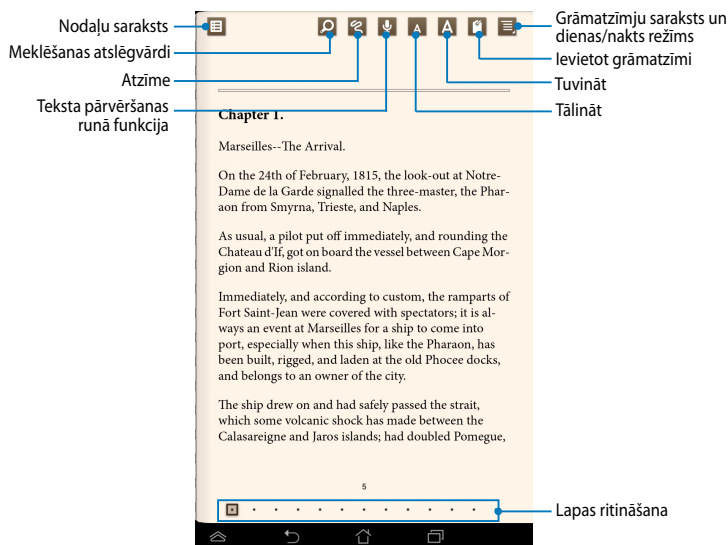 Nodaļu saraksts
Meklēšanas atslēgvārdi
Atzīme
Teksta pārvēršanas
runā funkcija
Grāmatzīmju saraksts un
dienas/nakts režīms
Ievietot grāmatzīmi
Tuvināt
Tālināt
A
A
Chapter 1.
Marseilles--The Arrival.
On the 24th of February, 1815, the look-out at Notre-
Dame de la Garde signalled the three-master, the Phar-
aon from Smyrna, Trieste, and Naples.
As usual, a pilot put off immediately, and rounding the
Chateau d'If, got on board the vessel between Cape Mor-
gion and Rion island.
Immediately, and according to custom, the ramparts of
Fort Saint-Jean were covered with spectators; it is al-
ways an event at Marseilles for a ship to come into
port, especially when this ship, like the Pharaon, has
been built, rigged, and laden at the old Phocee docks,
and belongs to an owner of the city.
The ship drew on and had safely passed the strait,
which some volcanic shock has made between the
Calasareigne and Jaros islands; had doubled Pomegue,
5
Lapas ritināšana